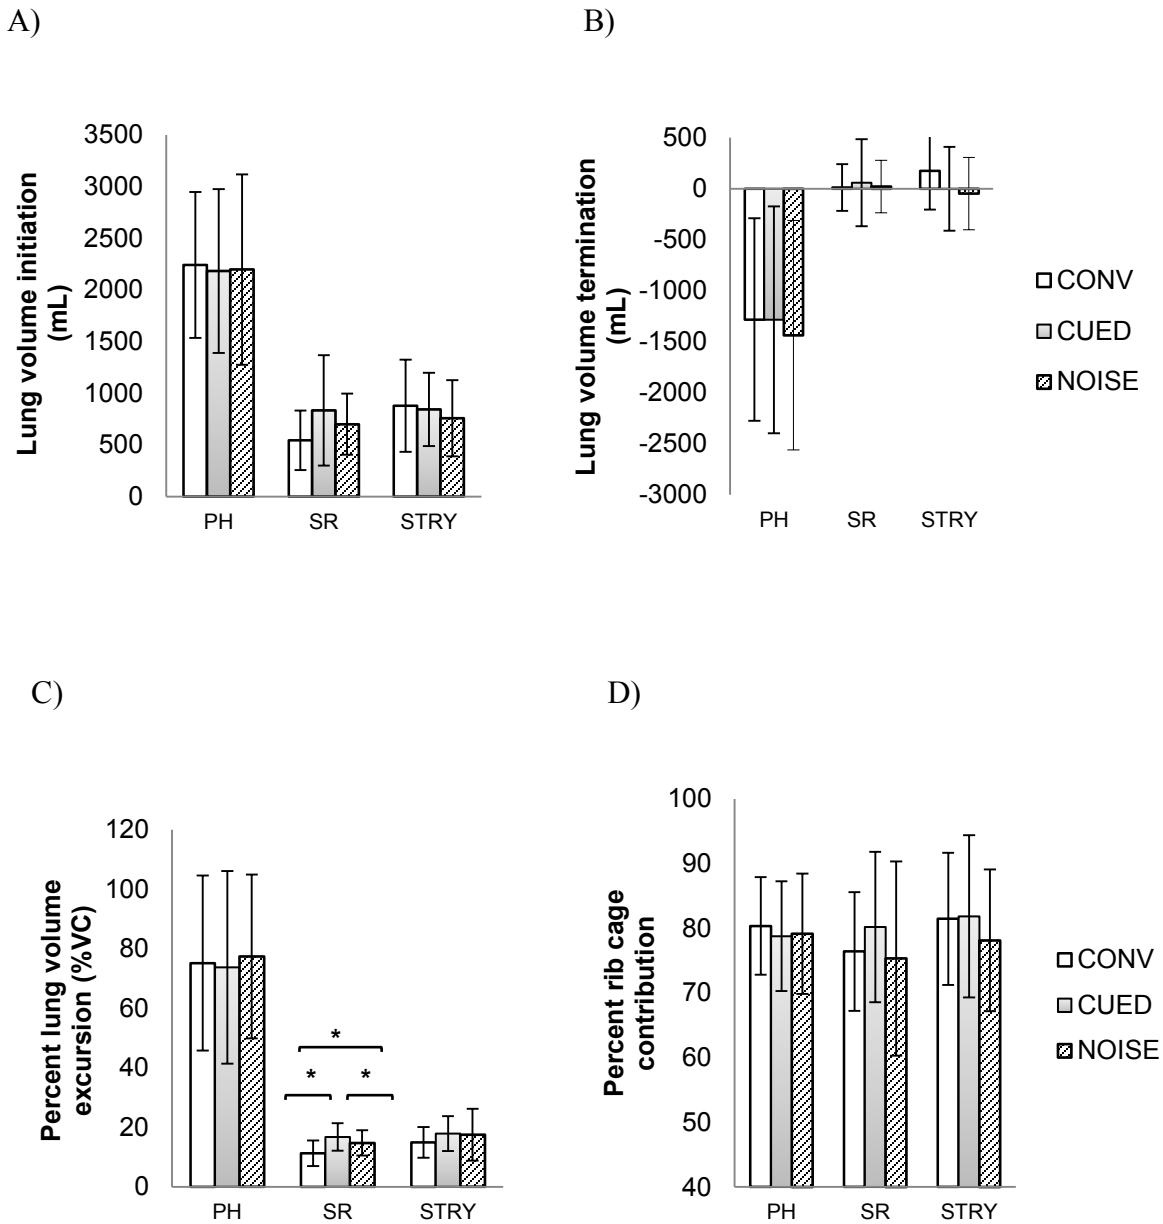 A)
B)
3500
3000
2500
2000
1500
1000
500
0
Lung volume initiation
(mL)
PH SR STRY
500
0
-500
-1000
-1500
-2000
-2500
-3000
Lung volume termination
(mL)
PH SR STRY
CONV
CUED
NOISE
C)
D)
120
100
80
60
40
20
0
Percent lung volume
excursion (%VC)
*
* *
PH SR STRY
100
90
80
70
60
50
40
Percent rib cage
contribution
PH SR STRY
CONV
CUED
NOISE